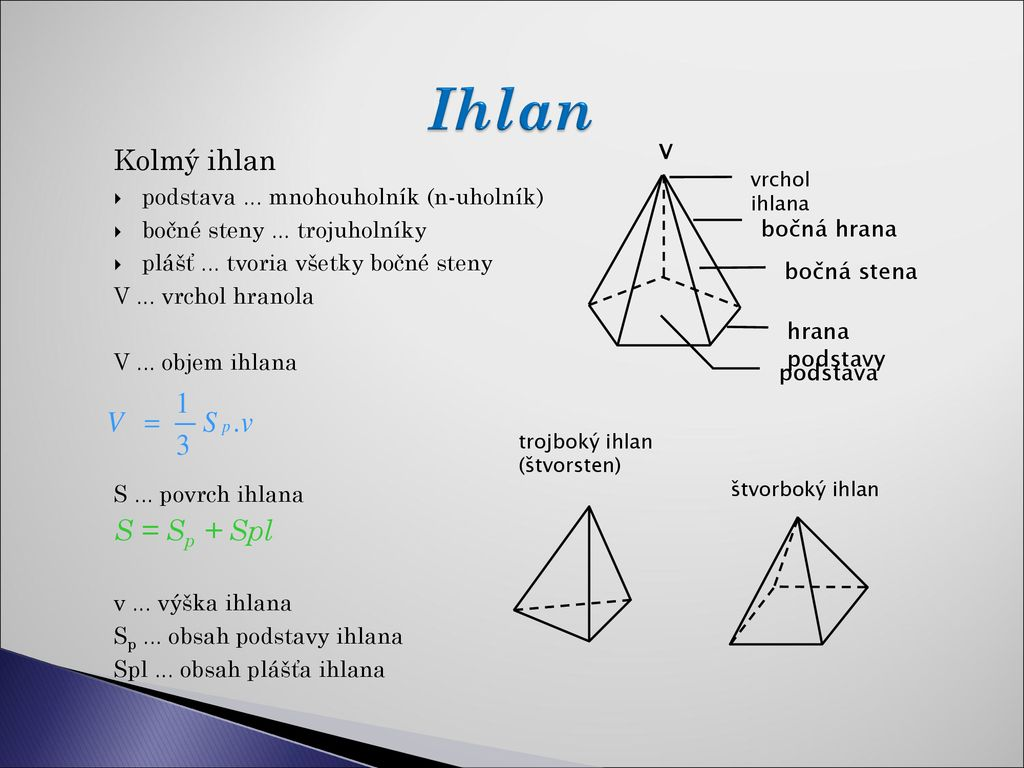 Ihlan
Kolmý ihlan
podstava ... mnohouholník (n-uholník)
bočné steny ... trojuholníky
plášť ... tvoria všetky bočné steny
V ... vrchol hranola
V ... objem ihlana
V = 1/3 Sp.v
S ... povrch ihlana
S = Sp + Spl
v ... výška ihlana
Sp ... obsah podstavy ihlana
Spl ... obsah plášťa ihlana
V
vrchol
ihlana
bočná hrana
bočná stena
hrana
podstavy
podstava
trojboký ihlan
(štvorsten)
štvorboký ihlan